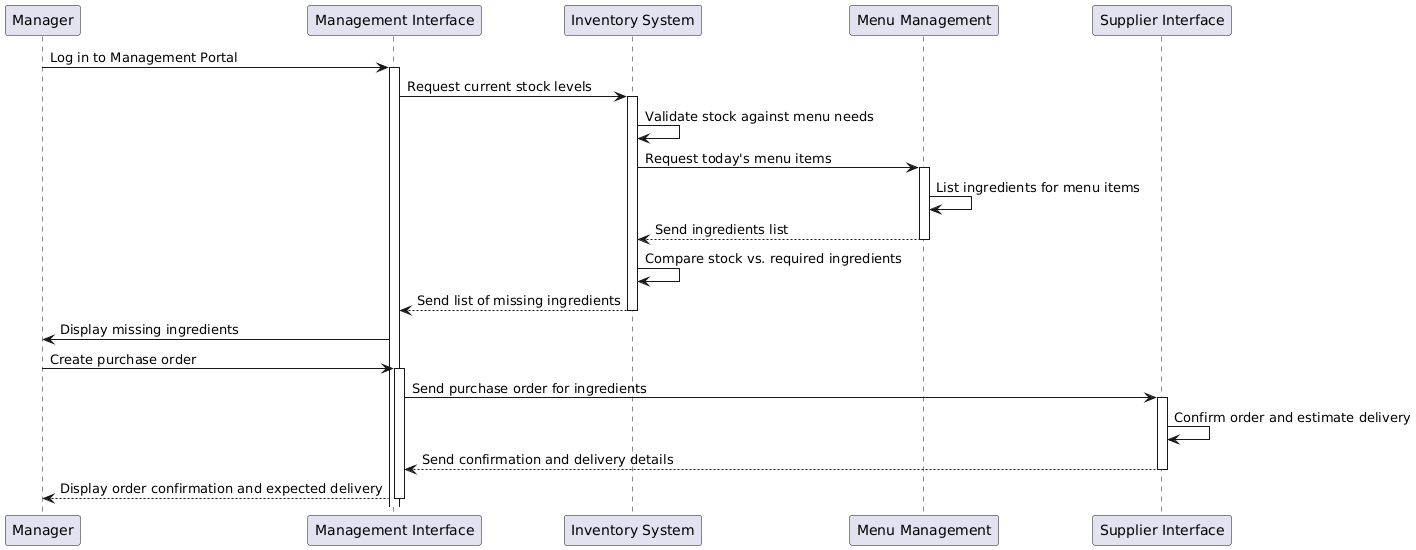 Manager
Management Interface
Inventory System
Menu Management
Supplier Interface
Log in to Management Portal
Request current stock levels
Validate stock against menu needs
Request today's menu items
List ingredients for menu items
Send ingredients list
Compare stock vs. required ingredients
Send list of missing ingredients
Display missing ingredients
Create purchase order
Send purchase order for ingredients
Confirm order and estimate delivery
Send confirmation and delivery details
Display order confirmation and expected delivery
Manager
Management Interface
Inventory System
Menu Management
Supplier Interface